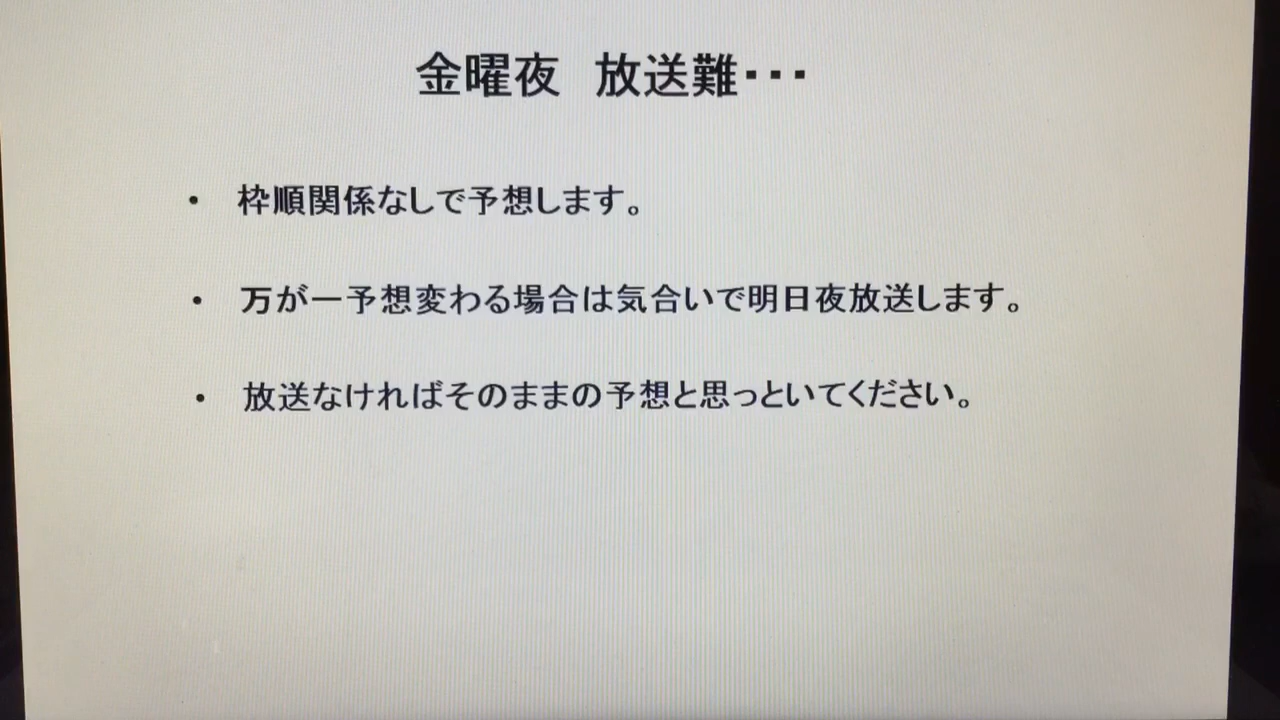 金曜夜　放送難・・・
・ 枠順関係なしで予想します。
・ 万が一予想変わる場合は気合いで明日夜放送します。
・ 放送なければそのままの予想と思っといてください。